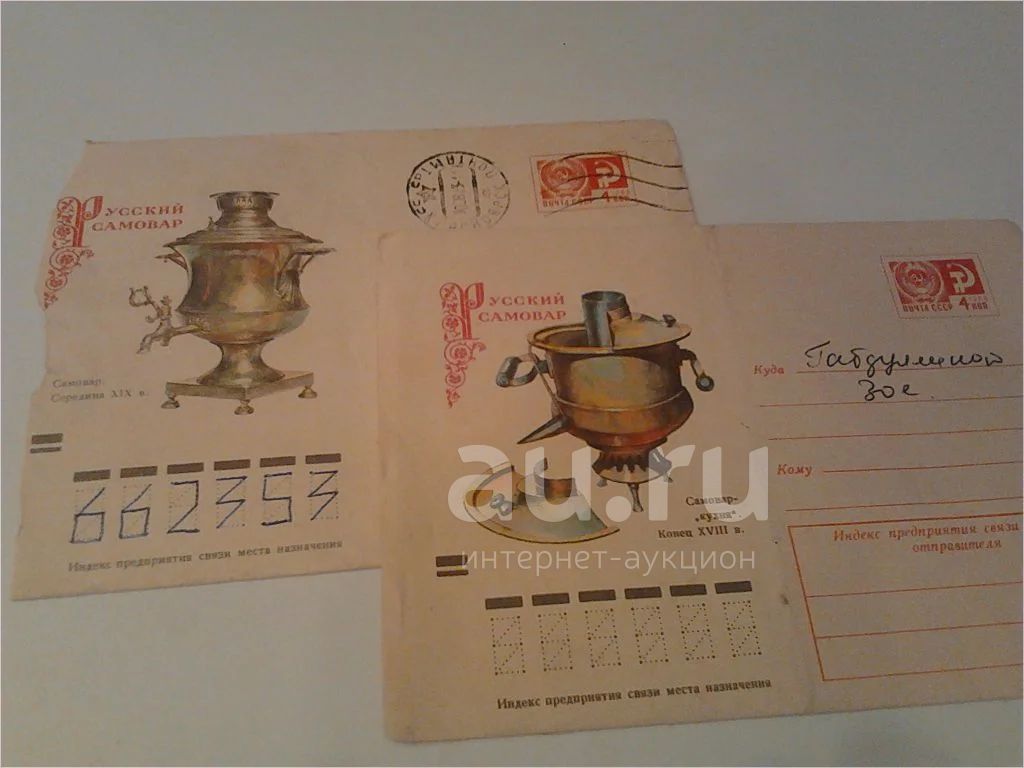 Русский
самовар
Самовар.
Середина XIX в.
662353
Индекс предприятия связи места назначения
ПОЧТАМТ
ПОЧТА СССР 4 КОП
Русский
самовар
Самовар-
„кухня".
Конец XVIII в.
Индекс предприятия связи места назначения
ПОЧТА СССР 4 КОП
Куда Габдуллиной
Зое.
Кому
Индекс предприятия связи
отправителя
au.ru
интернет-аукцион